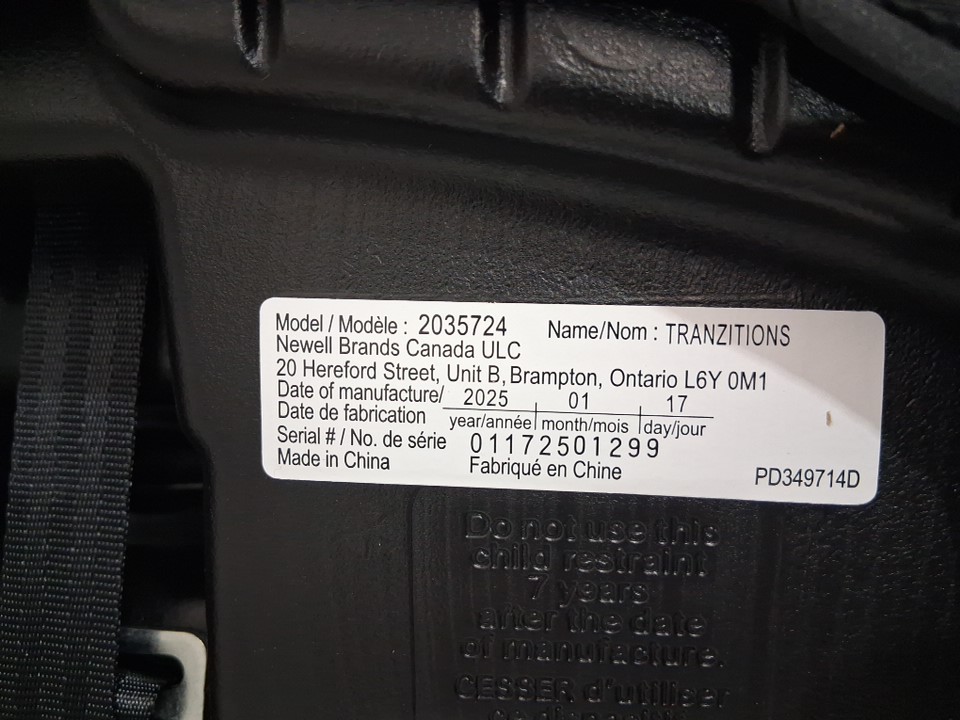 Model / Modèle : 2035724 Name/Nom : TRANZITIONS
Newell Brands Canada ULC
20 Hereford Street, Unit B, Brampton, Ontario L6Y 0M1
Date of manufacture/ 2025 01 17
Date de fabrication year/année month/mois day/jour
Serial # / No. de série 01172501299
Made in China Fabriqué en Chine PD349714D
Do not use this
child restraint
7 years
after the date
of manufacture.
CESSER d'utiliser